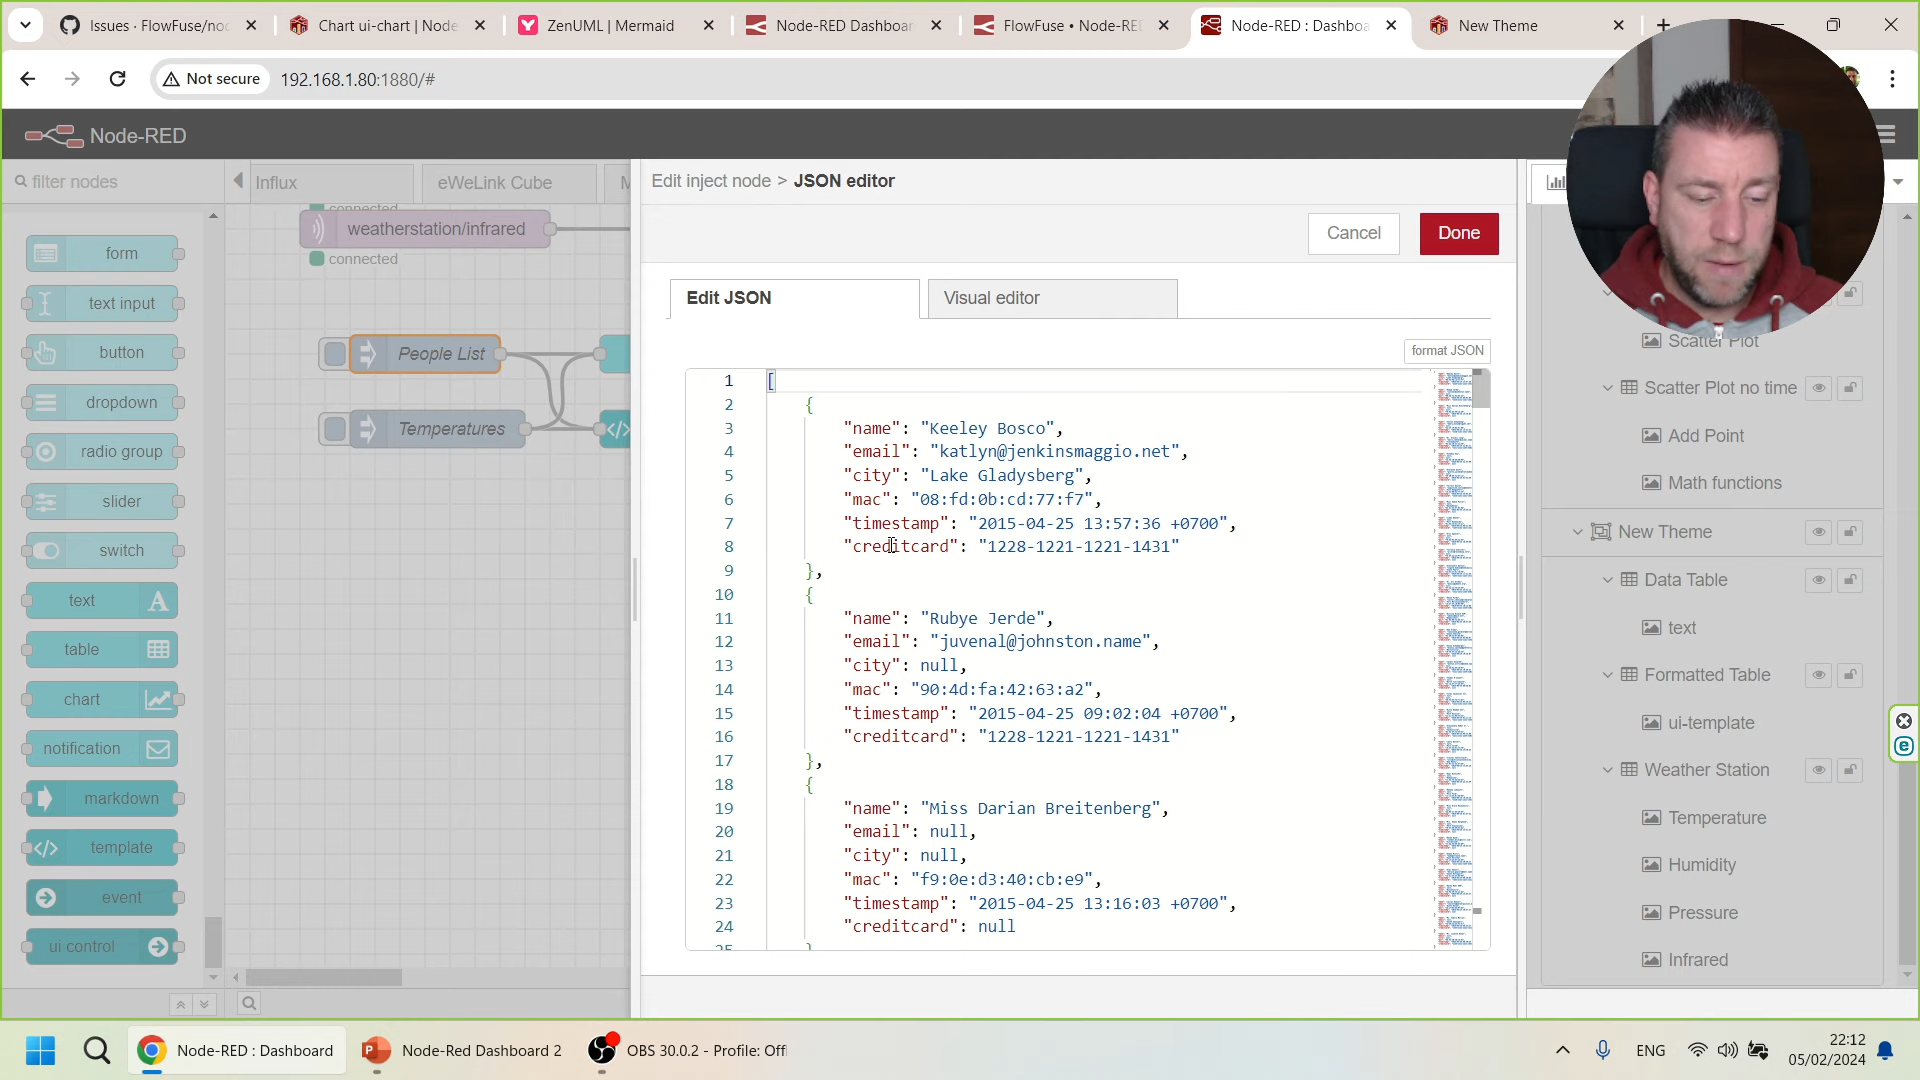 Issues · FlowFuse/no
Chart ui-chart | Node
ZenUML | Mermaid
Node-RED Dashboar
FlowFuse • Node-RE
Node-RED : Dashboa
New Theme
Not secure
192.168.1.80:1880/#
Node-RED
filter nodes
Influx
eWeLink Cube
Edit inject node > JSON editor
Cancel
Done
Edit JSON
Visual editor
format JSON
form
text input
button
dropdown
radio group
slider
switch
text
table
chart
notification
markdown
template
event
ui control
connected
weatherstation/infrared
connected
People List
Temperatures
1 [
2 {
3 "name": "Keeley Bosco",
4 "email": "katlyn@jenkinsmaggio.net",
5 "city": "Lake Gladysberg",
6 "mac": "08:fd:0b:cd:77:f7",
7 "timestamp": "2015-04-25 13:57:36 +0700",
8 "creditcard": "1228-1221-1221-1431"
9 },
10 {
11 "name": "Rubye Jerde",
12 "email": "juvenal@johnston.name",
13 "city": null,
14 "mac": "90:4d:fa:42:63:a2",
15 "timestamp": "2015-04-25 09:02:04 +0700",
16 "creditcard": "1228-1221-1221-1431"
17 },
18 {
19 "name": "Miss Darian Breitenberg",
20 "email": null,
21 "city": null,
22 "mac": "f9:0e:d3:40:cb:e9",
23 "timestamp": "2015-04-25 13:16:03 +0700",
24 "creditcard": null
25 }
Scatter Plot
Scatter Plot no time
Add Point
Math functions
New Theme
Data Table
text
Formatted Table
ui-template
Weather Station
Temperature
Humidity
Pressure
Infrared
Node-RED : Dashboard
Node-Red Dashboard 2
OBS 30.0.2 - Profile: Offi
ENG
22:12
05/02/2024